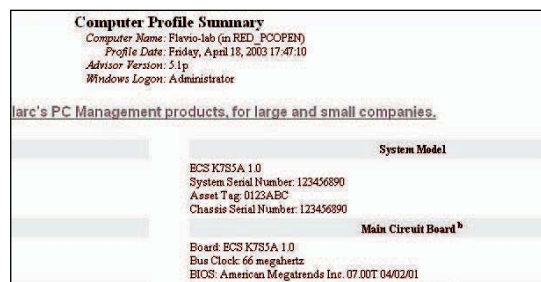 Computer Profile Summary
Computer Name: Flavio-lab (in RED_PCOPEN)
Profile Date: Friday, April 18, 2003 17:47:10
Advisor Version: 5.1p
Windows Logon: Administrator
larc's PC Management products, for large and small companies.
System Model
ECS K7S5A 1.0
System Serial Number: 123456890
Asset Tag: 0123ABC
Chassis Serial Number: 123456890
Main Circuit Board b
Board: ECS K7S5A 1.0
Bus Clock: 66 megahertz
BIOS: American Megatrends Inc. 07.00T 04/02/01